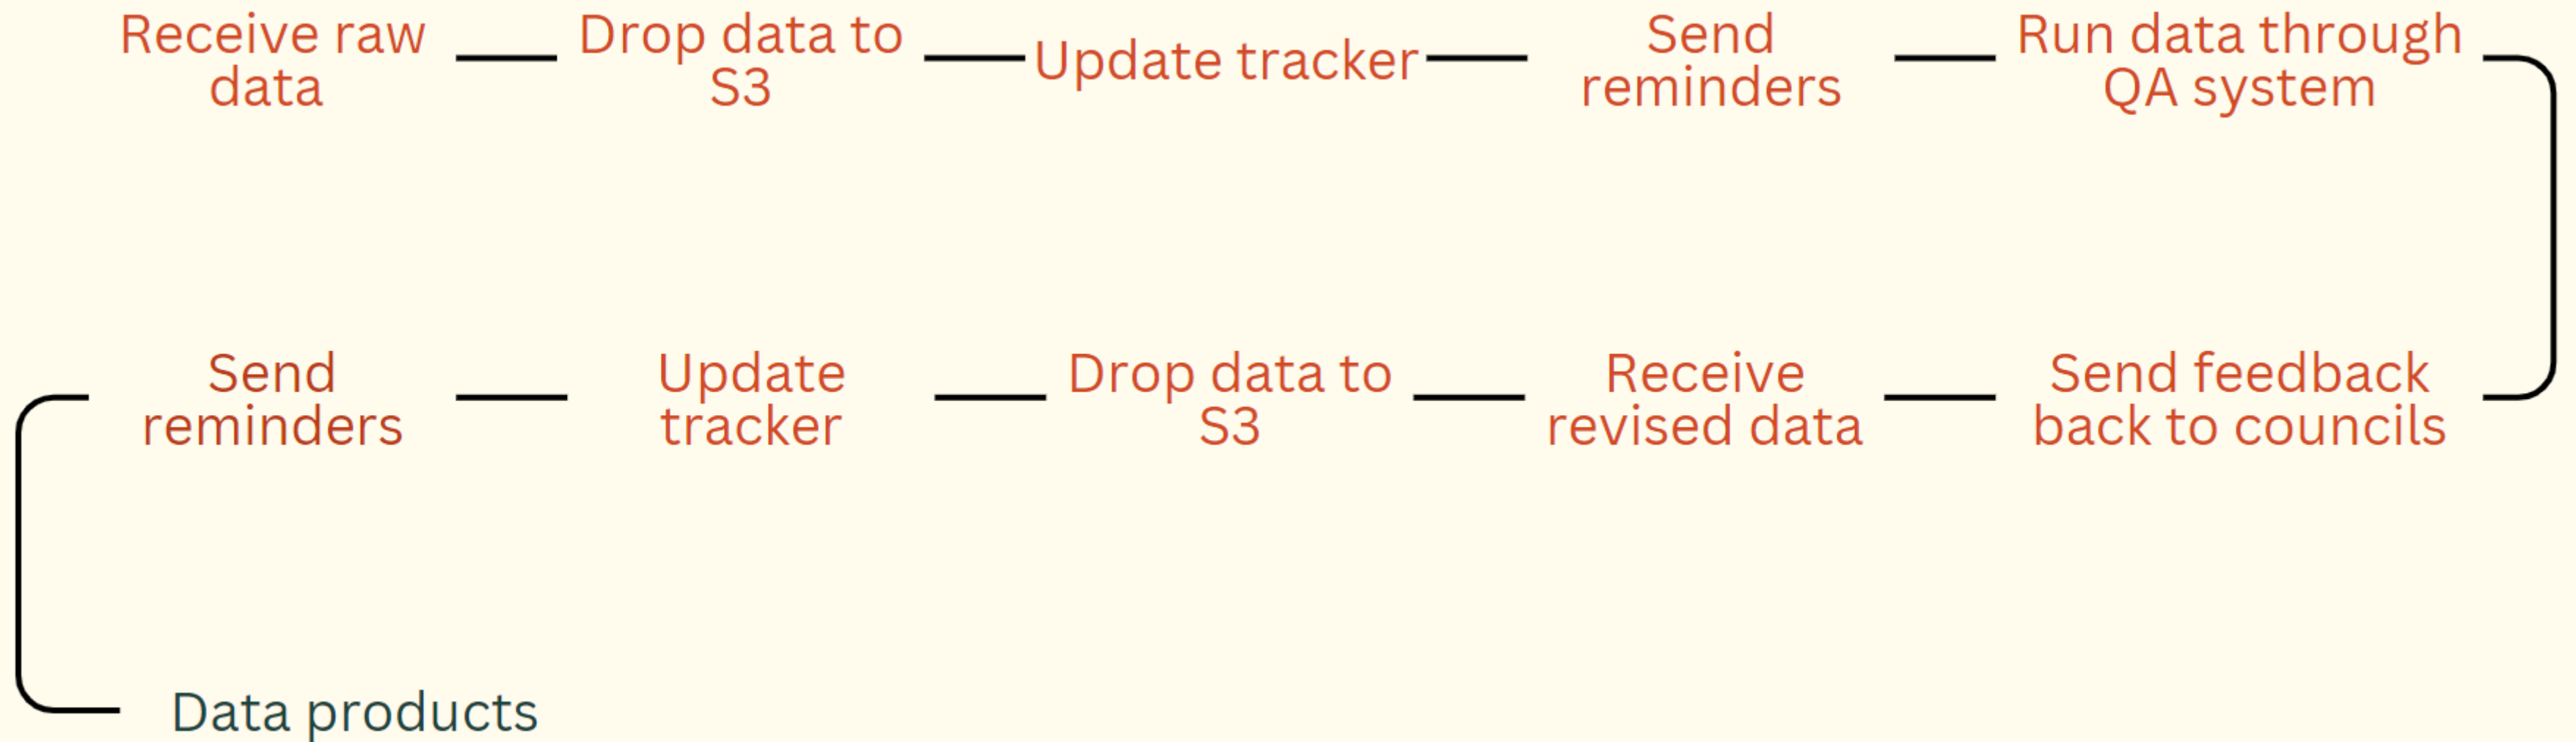 Receive raw
data
Drop data to
S3
Update tracker
Send
reminders
Run data through
QA system
Send feedback
back to councils
Receive
revised data
Drop data to
S3
Update
tracker
Send
reminders
Data products